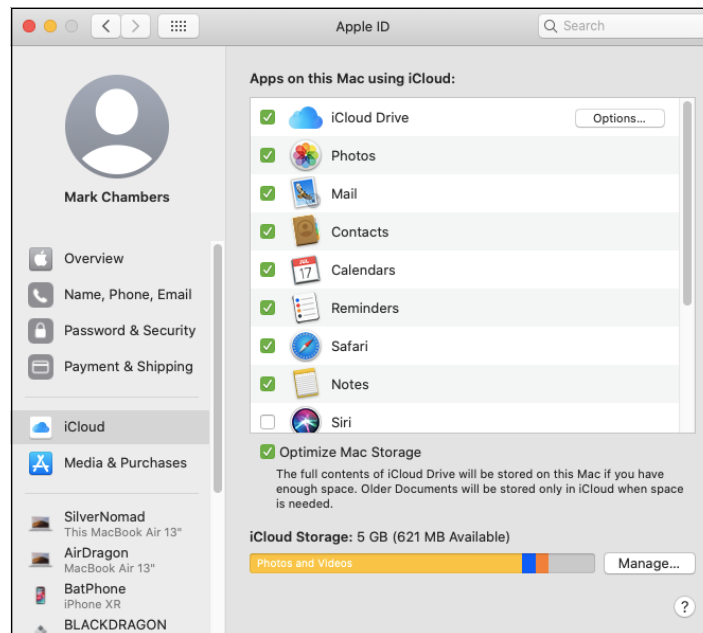 Apple ID
Search
Mark Chambers
Overview
Name, Phone, Email
Password & Security
Payment & Shipping
iCloud
Media & Purchases
SilverNomad
This MacBook Air 13"
AirDragon
MacBook Air 13"
BatPhone
iPhone XR
BLACKDRAGON
Apps on this Mac using iCloud:
iCloud Drive
Options...
Photos
Mail
Contacts
JUL
17
Calendars
Reminders
Safari
Notes
Siri
Optimize Mac Storage
The full contents of iCloud Drive will be stored on this Mac if you have
enough space. Older Documents will be stored only in iCloud when space
is needed.
iCloud Storage: 5 GB (621 MB Available)
Photos and Videos
Manage...
?